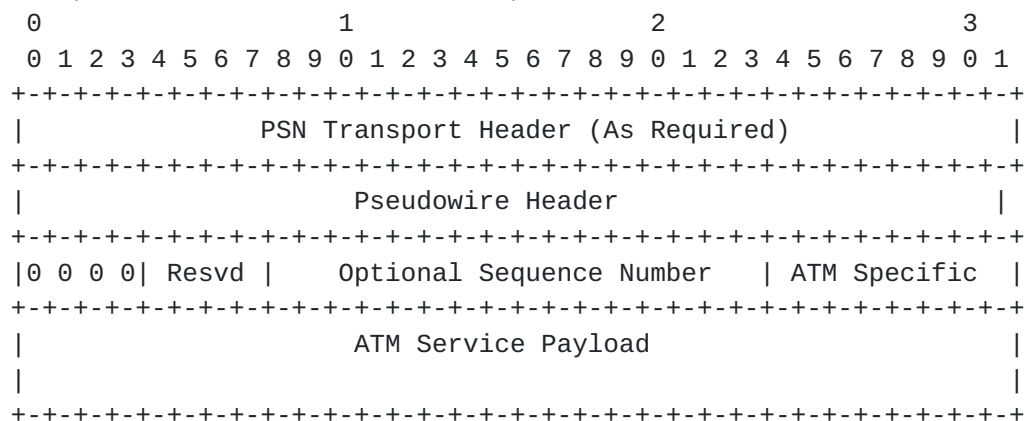 0                   1                   2                   3
 0 1 2 3 4 5 6 7 8 9 0 1 2 3 4 5 6 7 8 9 0 1 2 3 4 5 6 7 8 9 0 1
+-+-+-+-+-+-+-+-+-+-+-+-+-+-+-+-+-+-+-+-+-+-+-+-+-+-+-+-+-+-+-+-+
|               PSN Transport Header (As Required)              |
+-+-+-+-+-+-+-+-+-+-+-+-+-+-+-+-+-+-+-+-+-+-+-+-+-+-+-+-+-+-+-+-+
|                     Pseudowire Header                        |
+-+-+-+-+-+-+-+-+-+-+-+-+-+-+-+-+-+-+-+-+-+-+-+-+-+-+-+-+-+-+-+-+
|0 0 0 0| Resvd |    Optional Sequence Number   | ATM Specific  |
+-+-+-+-+-+-+-+-+-+-+-+-+-+-+-+-+-+-+-+-+-+-+-+-+-+-+-+-+-+-+-+-+
|                     ATM Service Payload                       |
|                                                               |
+-+-+-+-+-+-+-+-+-+-+-+-+-+-+-+-+-+-+-+-+-+-+-+-+-+-+-+-+-+-+-+-+